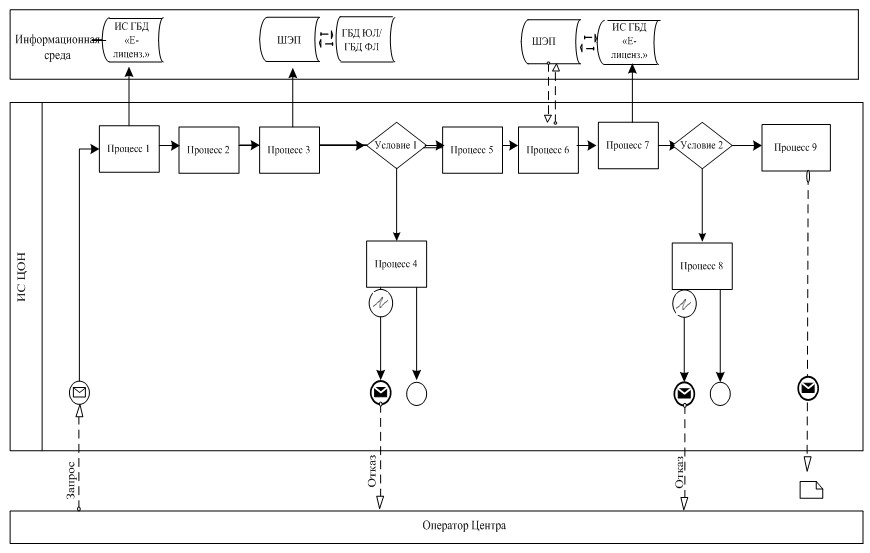 Информационная
среда
ИС ГБД
«Е-
лиценз.»
ШЭП
ГБД ЮЛ/
ГБД ФЛ
ШЭП
ИС ГБД
«Е-
лиценз.»
ИС ЦОН
Процесс 1
Процесс 2
Процесс 3
Условие 1
Процесс 5
Процесс 6
Процесс 7
Условие 2
Процесс 9
Процесс 4
Процесс 8
Запрос
Отказ
Отказ
Оператор Центра